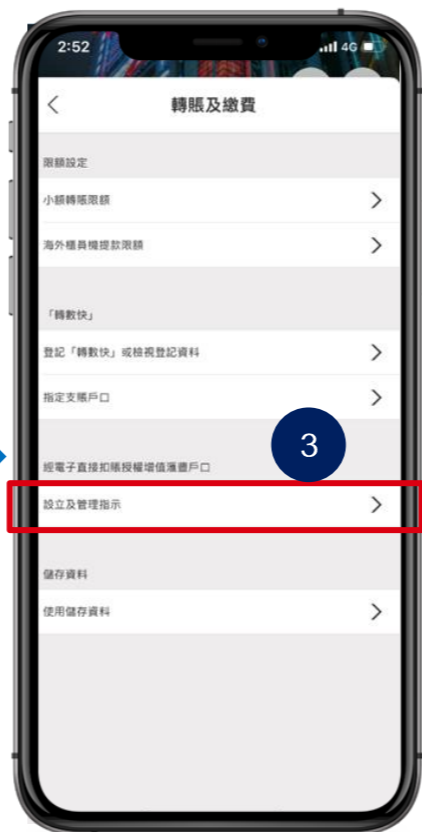 2:52
4G
轉賬及繳費
限額設定
小額轉賬限額
海外櫃員機提款限額
「轉數快」
登記「轉數快」或檢視登記資料
指定支賬戶口
3
經電子直接扣賬授權增值滙豐戶口
設立及管理指示
儲存資料
使用儲存資料